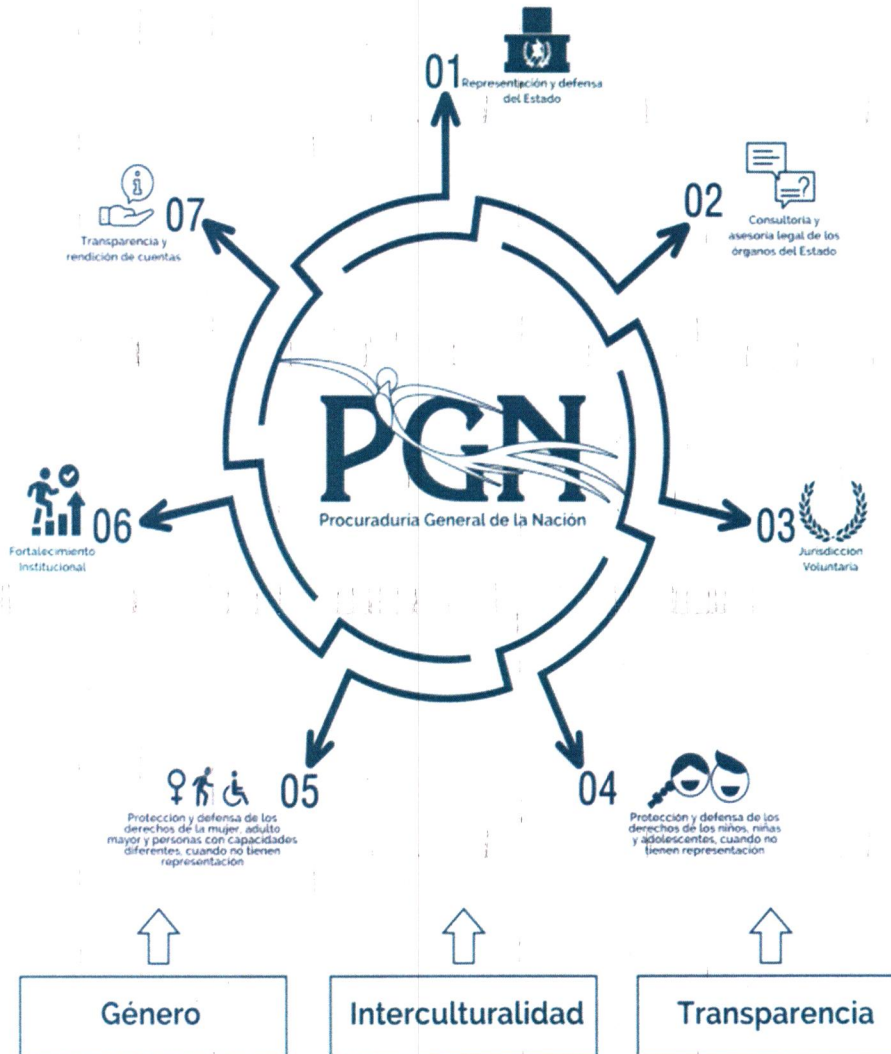 01
Representación y defensa
del Estado
02
Consultoría y
asesoría legal de los
órganos del Estado
03
Jurisdicción
Voluntaria
04
Protección y defensa de los
derechos de los niños, niñas
y adolescentes, cuando no
tienen representación
05
Protección y defensa de los
derechos de la mujer, adulto
mayor y personas con capacidades
diferentes, cuando no tienen
representación
06
Fortalecimiento
Institucional
07
Transparencia y
rendición de cuentas
PGN
Procuraduría General de la Nación
Género
Interculturalidad
Transparencia